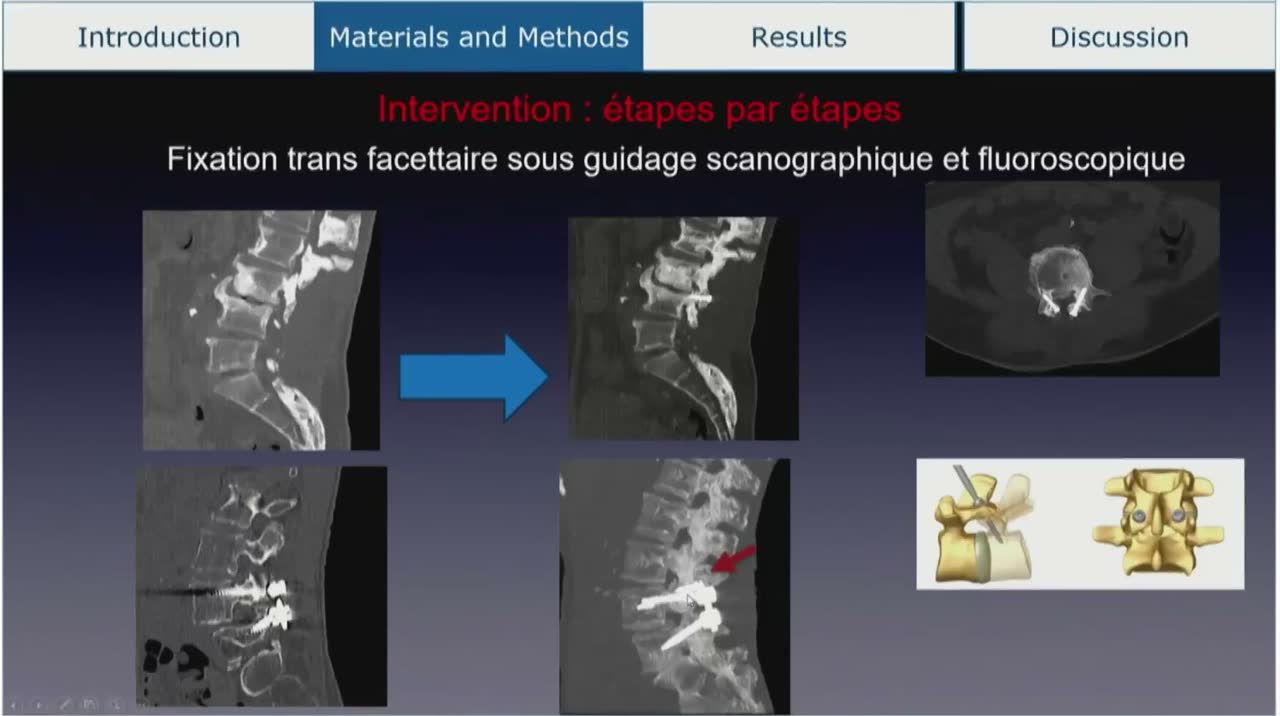 Introduction
Materials and Methods
Results
Discussion
Intervention : étapes par étapes
Fixation trans facettaire sous guidage scanographique et fluoroscopique